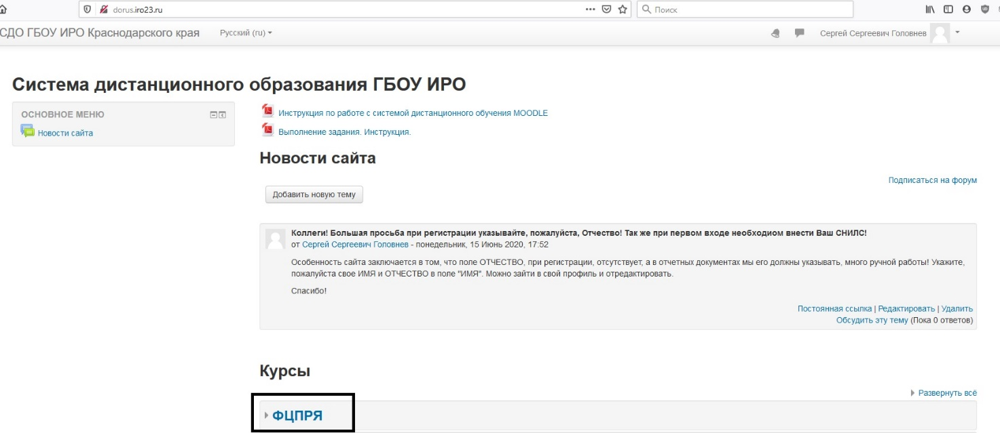 dorus.iro23.ru
Поиск
СДО ГБОУ ИРО Краснодарского края
Русский (ru)
Сергей Сергеевич Головнев
Система дистанционного образования ГБОУ ИРО
ОСНОВНОЕ МЕНЮ
Новости сайта
Инструкция по работе с системой дистанционного обучения MOODLE
Выполнение задания. Инструкция.
Новости сайта
Подписаться на форум
Добавить новую тему
Коллеги! Большая просьба при регистрации указывайте, пожалуйста, Отчество! Так же при первом входе необходиом внести Ваш СНИЛС!
от Сергей Сергеевич Головнев - понедельник, 15 Июнь 2020, 17:52
Особенность сайта заключается в том, что поле ОТЧЕСТВО, при регистрации, отсутствует, а в отчетных документах мы его должны указывать, много ручной работы! Укажите,
пожалуйста свое ИМЯ и ОТЧЕСТВО в поле "ИМЯ". Можно зайти в свой профиль и отредактировать.
Спасибо!
Постоянная ссылка | Редактировать | Удалить
Обсудить эту тему (Пока 0 ответов)
Курсы
Развернуть всё
ФЦПРЯ